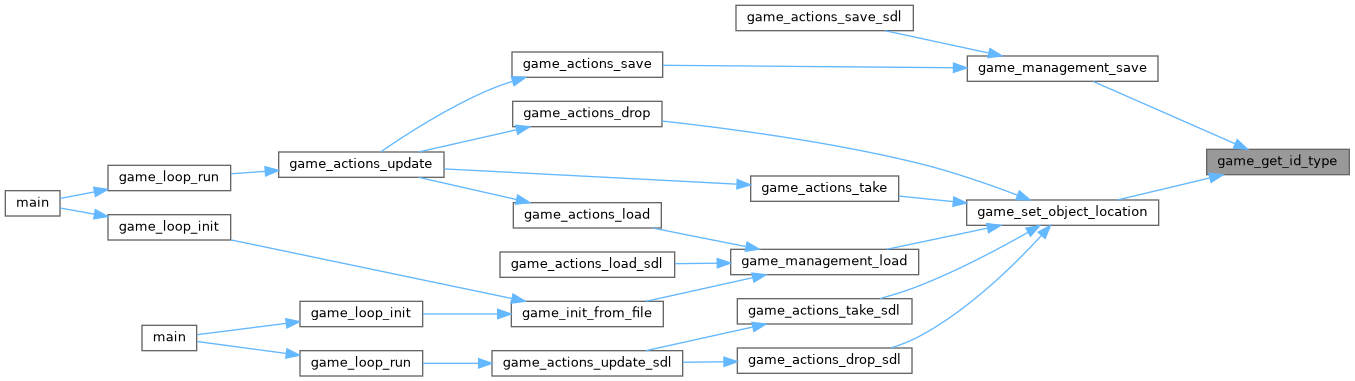 game_actions_save_sdl
game_actions_save
game_management_save
game_actions_drop
game_actions_update
game_get_id_type
game_loop_run
game_actions_take
main
game_actions_load
game_set_object_location
game_loop_init
game_actions_load_sdl
game_management_load
game_loop_init
game_init_from_file
game_actions_take_sdl
main
game_loop_run
game_actions_update_sdl
game_actions_drop_sdl